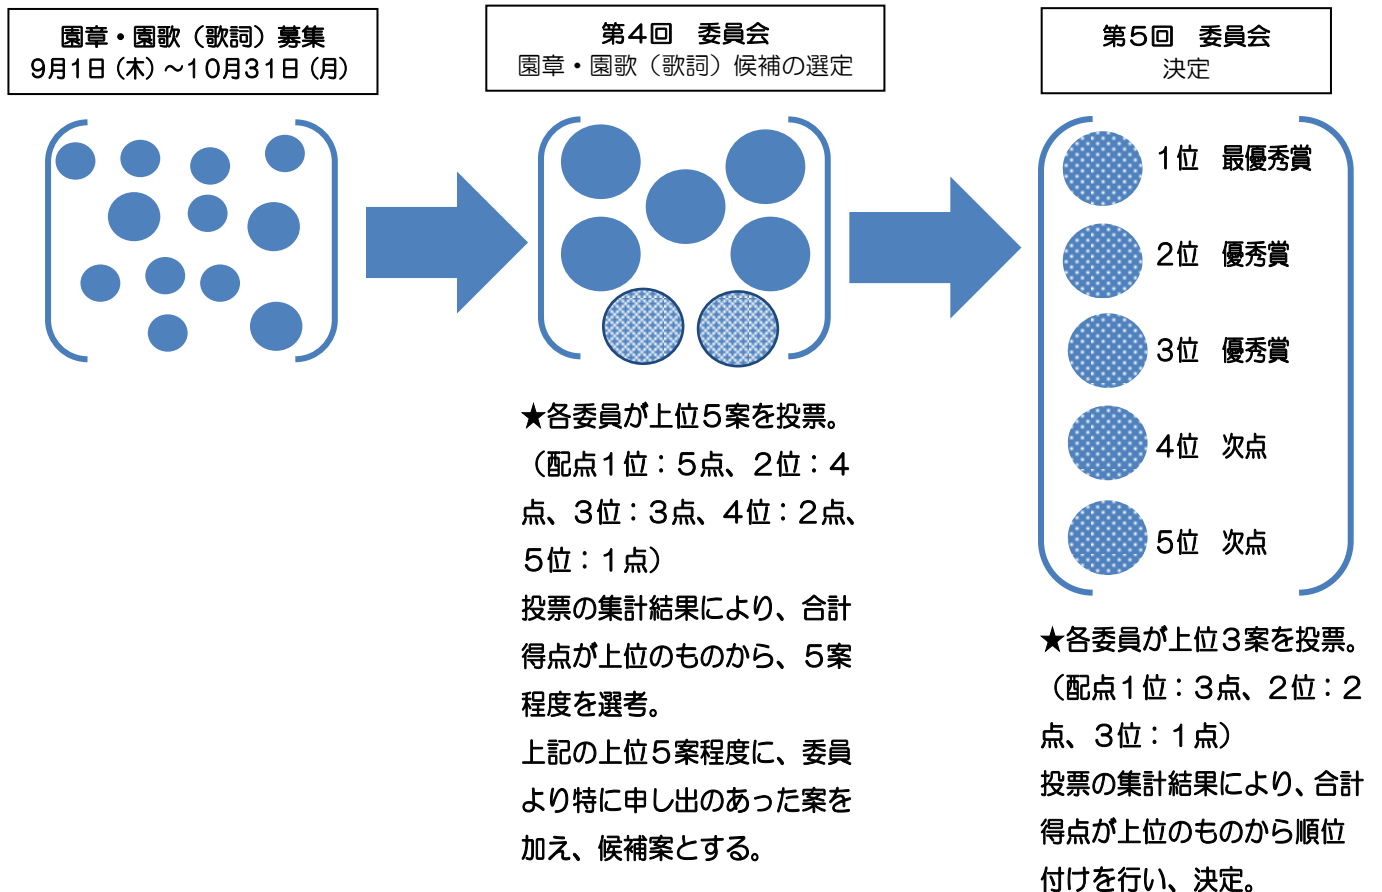 園章・園歌（歌詞）募集
９月１日（木）～１０月３１日（月）
第４回　委員会
園章・園歌（歌詞）候補の選定
★各委員が上位５案を投票。
（配点１位：５点、２位：４
点、３位：３点、４位：２点、
５位：１点）
投票の集計結果により、合計
得点が上位のものから、５案
程度を選考。
上記の上位５案程度に、委員
より特に申し出のあった案を
加え、候補案とする。
第５回　委員会
決定
１位　最優秀賞
２位　優秀賞
３位　優秀賞
４位　次点
５位　次点
★各委員が上位３案を投票。
（配点１位：３点、２位：２
点、３位：１点）
投票の集計結果により、合計
得点が上位のものから順位
付けを行い、決定。